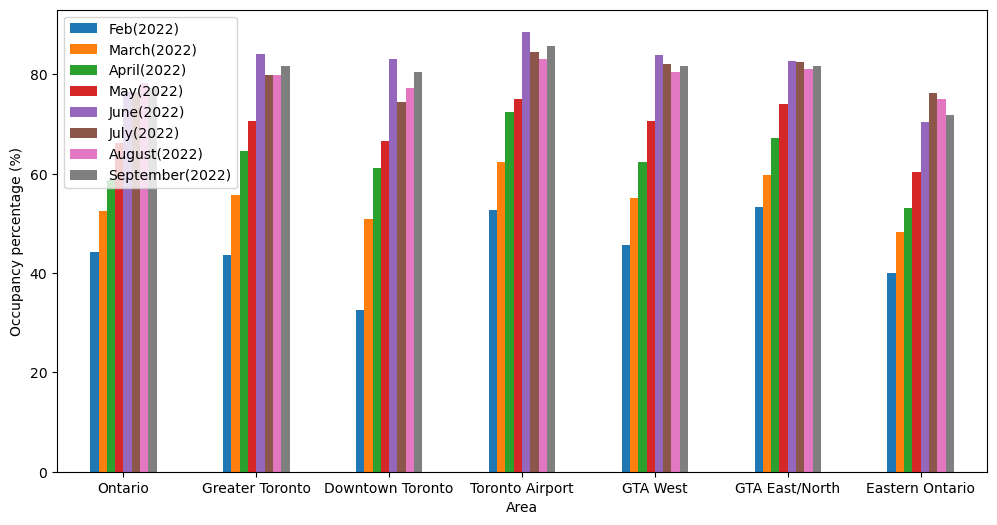 Feb(2022)
March(2022)
April(2022)
May(2022)
June(2022)
July(2022)
August(2022)
September(2022)
Occupancy percentage (%)
80
60
40
20
0
Ontario Greater Toronto Downtown Toronto Toronto Airport GTA West GTA East/North Eastern Ontario
Area